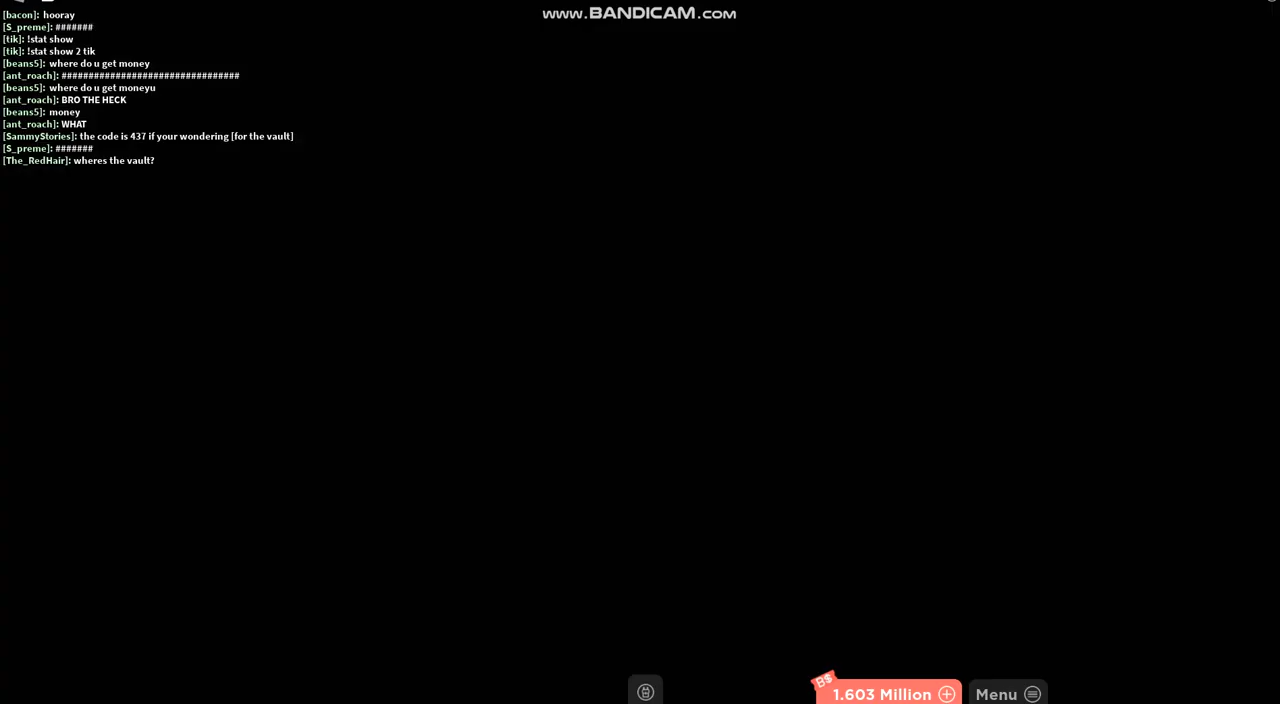 [bacon]: hooray
WWW.BANDICAM.COM
[S_preme]: #######
[tik]: !stat show
[tik]: !stat show 2 tik
[beans5]: where do u get money
[ant_roach]: #################################
[beans5]: where do u get moneyu
[ant_roach]: BRO THE HECK
[beans5]: money
[ant_roach]: WHAT
[SammyStories]: the code is 437 if your wondering [for the vault]
[S_preme]: #######
[The_RedHair]: wheres the vault?
B$
1.603 Million
Menu